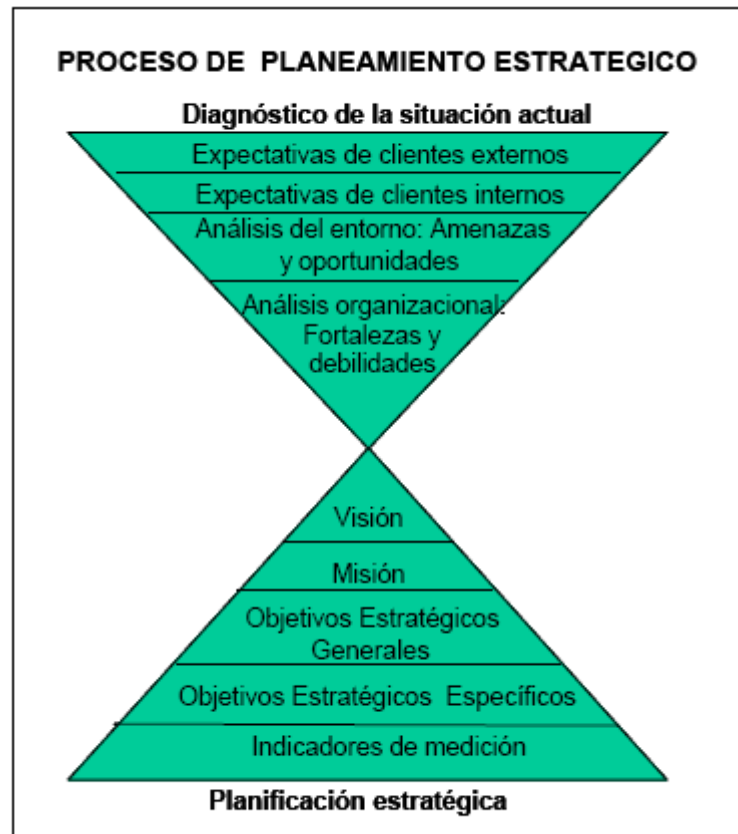 PROCESO DE PLANEAMIENTO ESTRATEGICO
Diagnóstico de la situación actual
Expectativas de clientes externos
Expectativas de clientes internos
Análisis del entorno: Amenazas
y oportunidades
Análisis organizacional:
Fortalezas y
debilidades
Visión
Misión
Objetivos Estratégicos
Generales
Objetivos Estratégicos Específicos
Indicadores de medición
Planificación estratégica